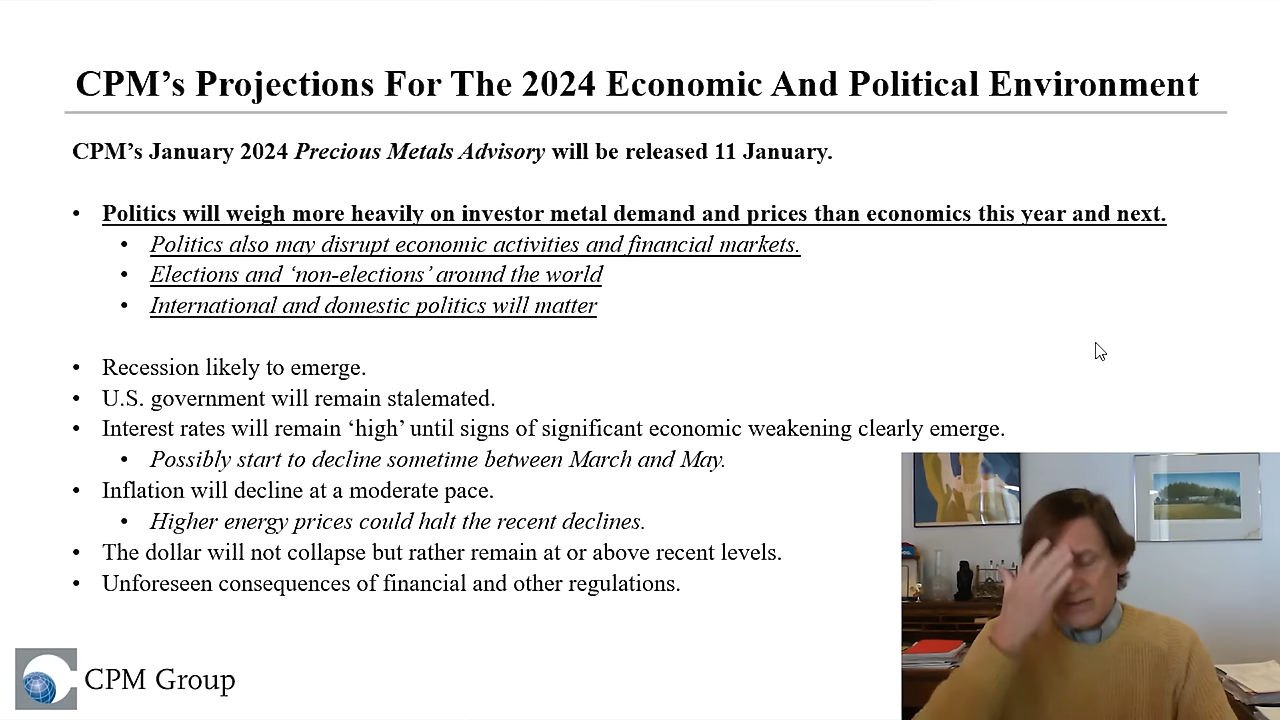 CPM’s Projections For The 2024 Economic And Political Environment
CPM’s January 2024 Precious Metals Advisory will be released 11 January.
• Politics will weigh more heavily on investor metal demand and prices than economics this year and next.
• Politics also may disrupt economic activities and financial markets.
• Elections and ‘non-elections’ around the world
• International and domestic politics will matter
• Recession likely to emerge.
• U.S. government will remain stalemated.
• Interest rates will remain ‘high’ until signs of significant economic weakening clearly emerge.
• Possibly start to decline sometime between March and May.
• Inflation will decline at a moderate pace.
• Higher energy prices could halt the recent declines.
• The dollar will not collapse but rather remain at or above recent levels.
• Unforeseen consequences of financial and other regulations.
CPM Group